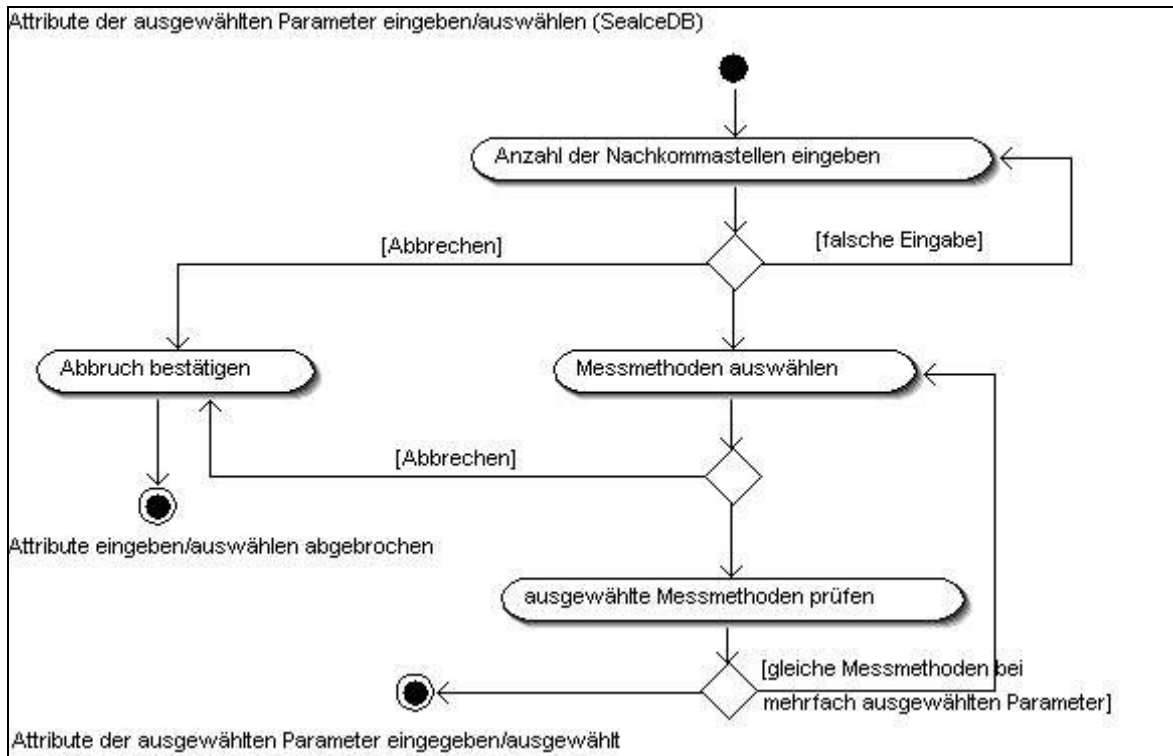 Attribute der ausgewählten Parameter eingeben/auswählen (SealceDB)
Anzahl der Nachkommastellen eingeben
[Abbrechen]
[falsche Eingabe]
Abbruch bestätigen
Messmethoden auswählen
[Abbrechen]
Attribute eingeben/auswählen abgebrochen
ausgewählte Messmethoden prüfen
[gleiche Messmethoden bei
mehrfach ausgewählten Parameter]
Attribute der ausgewählten Parameter eingegeben/ausgewählt